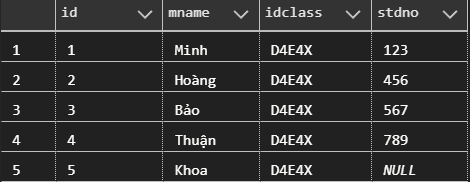 id mname idclass stdno
1 1 Minh D4E4X 123
2 2 Hoàng D4E4X 456
3 3 Bảo D4E4X 567
4 4 Thuận D4E4X 789
5 5 Khoa D4E4X NULL